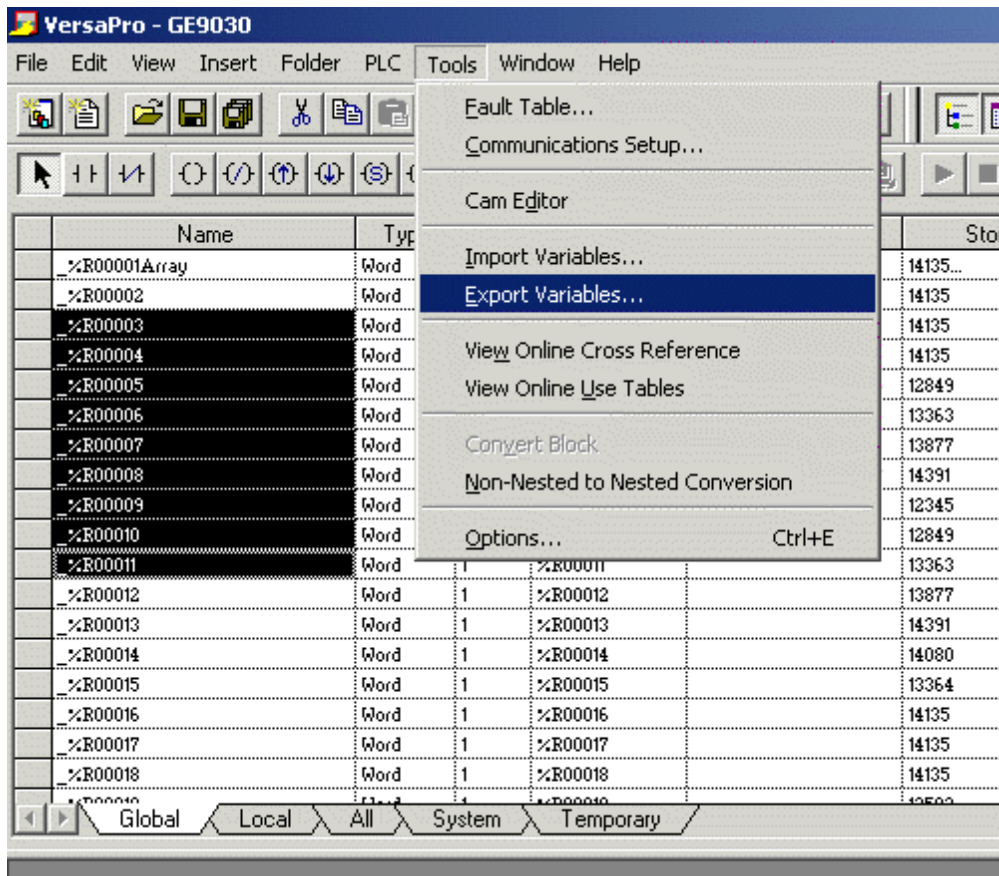 VersaPro - GE9030
File Edit View Insert Folder PLC Tools Window Help
Fault Table...
Communications Setup...
Cam Editor
Import Variables...
Export Variables...
View Online Cross Reference
View Online Use Tables
Convert Block
Non-Nested to Nested Conversion
Options... Ctrl+E
Name Typ Sto
_%R00001Array Word 14135...
_%R00002 Word 14135
_%R00003 Word 14135
_%R00004 Word 14135
_%R00005 Word 12849
_%R00006 Word 13363
_%R00007 Word 13877
_%R00008 Word 14391
_%R00009 Word 12345
_%R00010 Word 12849
_%R00011 Word 1 %R00011 13363
_%R00012 Word 1 %R00012 13877
_%R00013 Word 1 %R00013 14391
_%R00014 Word 1 %R00014 14080
_%R00015 Word 1 %R00015 13364
_%R00016 Word 1 %R00016 14135
_%R00017 Word 1 %R00017 14135
_%R00018 Word 1 %R00018 14135
Global Local All System Temporary